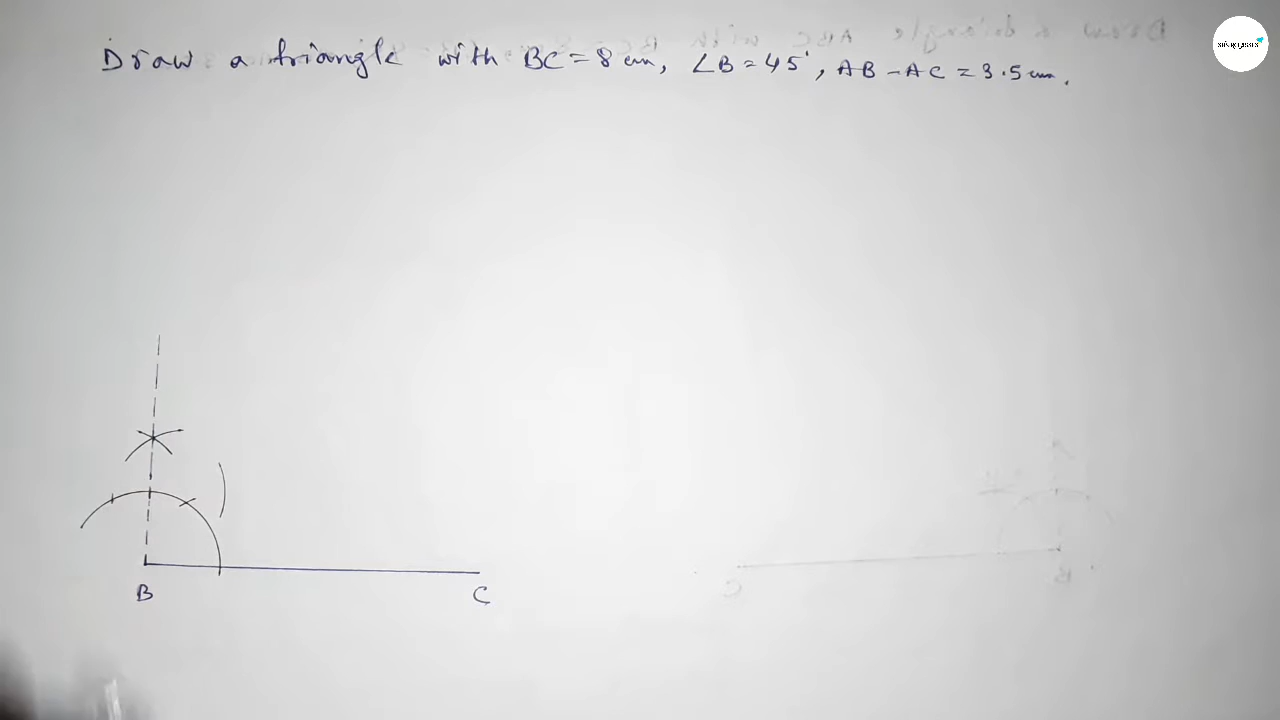 Draw a triangle with BC = 8 cm, ∠B = 45°, AB - AC = 3.5 cm.
B
C